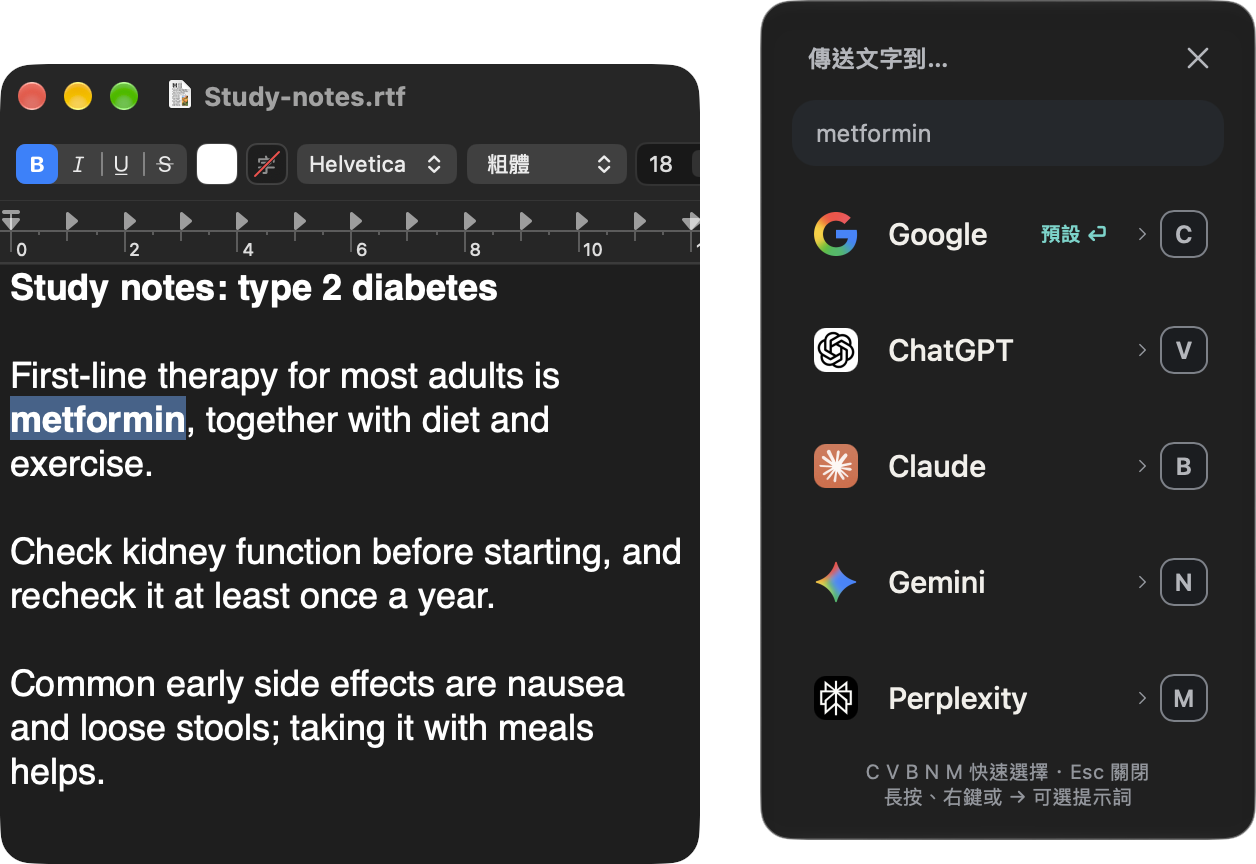 Study-notes.rtf
B I U S 字 Helvetica 粗體 18
0 2 4 6 8 10
Study notes: type 2 diabetes
First-line therapy for most adults is
metformin, together with diet and
exercise.
Check kidney function before starting, and
recheck it at least once a year.
Common early side effects are nausea
and loose stools; taking it with meals
helps.
傳送文字到...
metformin
Google 預設 ↩ › C
ChatGPT › V
Claude › B
Gemini › N
Perplexity › M
C V B N M 快速選擇 · Esc 關閉
長按、右鍵或 → 可選提示詞